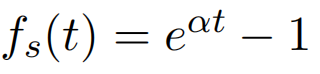 f_s(t) = e^{αt} − 1